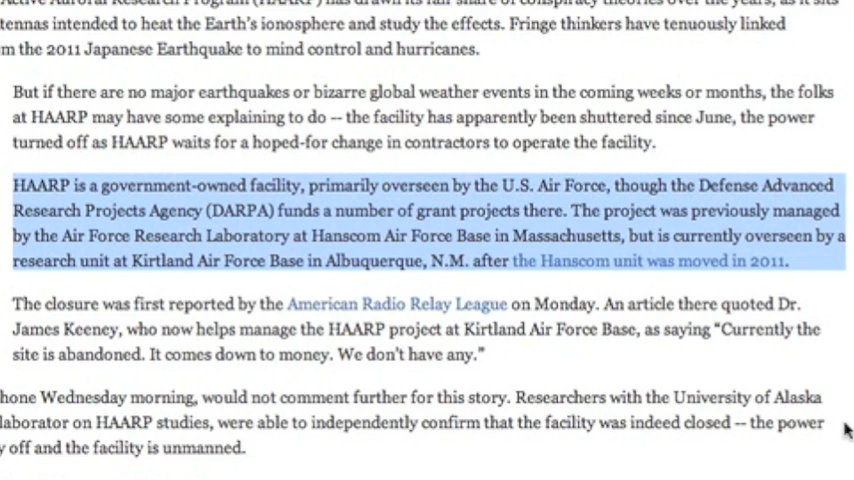 Active Auroral Research Program (HAARP) has drawn its fair share of conspiracy theories over the years, as it sits
tennas intended to heat the Earth's ionosphere and study the effects. Fringe thinkers have tenuously linked
m the 2011 Japanese Earthquake to mind control and hurricanes.
But if there are no major earthquakes or bizarre global weather events in the coming weeks or months, the folks
at HAARP may have some explaining to do -- the facility has apparently been shuttered since June, the power
turned off as HAARP waits for a hoped-for change in contractors to operate the facility.
HAARP is a government-owned facility, primarily overseen by the U.S. Air Force, though the Defense Advanced
Research Projects Agency (DARPA) funds a number of grant projects there. The project was previously managed
by the Air Force Research Laboratory at Hanscom Air Force Base in Massachusetts, but is currently overseen by a
research unit at Kirtland Air Force Base in Albuquerque, N.M. after the Hanscom unit was moved in 2011.
The closure was first reported by the American Radio Relay League on Monday. An article there quoted Dr.
James Keeney, who now helps manage the HAARP project at Kirtland Air Force Base, as saying “Currently the
site is abandoned. It comes down to money. We don’t have any.”
hone Wednesday morning, would not comment further for this story. Researchers with the University of Alaska
laborator on HAARP studies, were able to independently confirm that the facility was indeed closed -- the power
y off and the facility is unmanned.